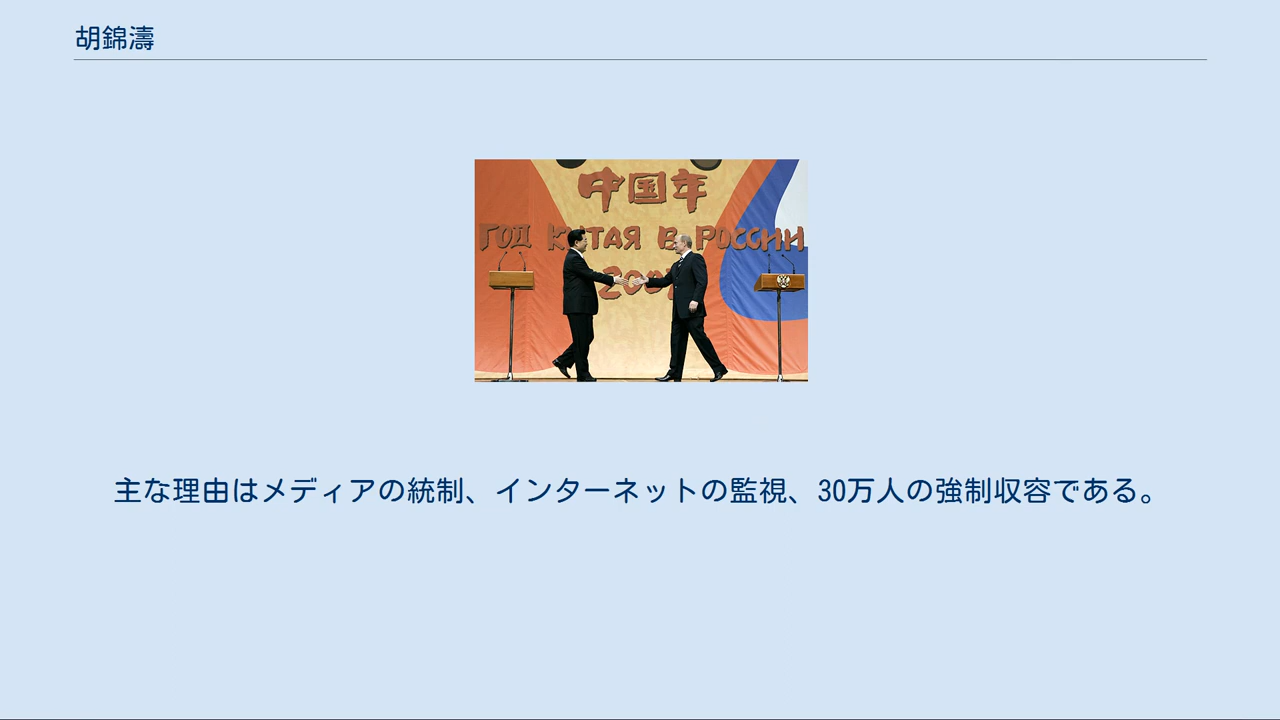 胡錦濤
中国年
ГОД КИТАЯ В РОССИИ
2007
主な理由はメディアの統制、インターネットの監視、30万人の強制収容である。